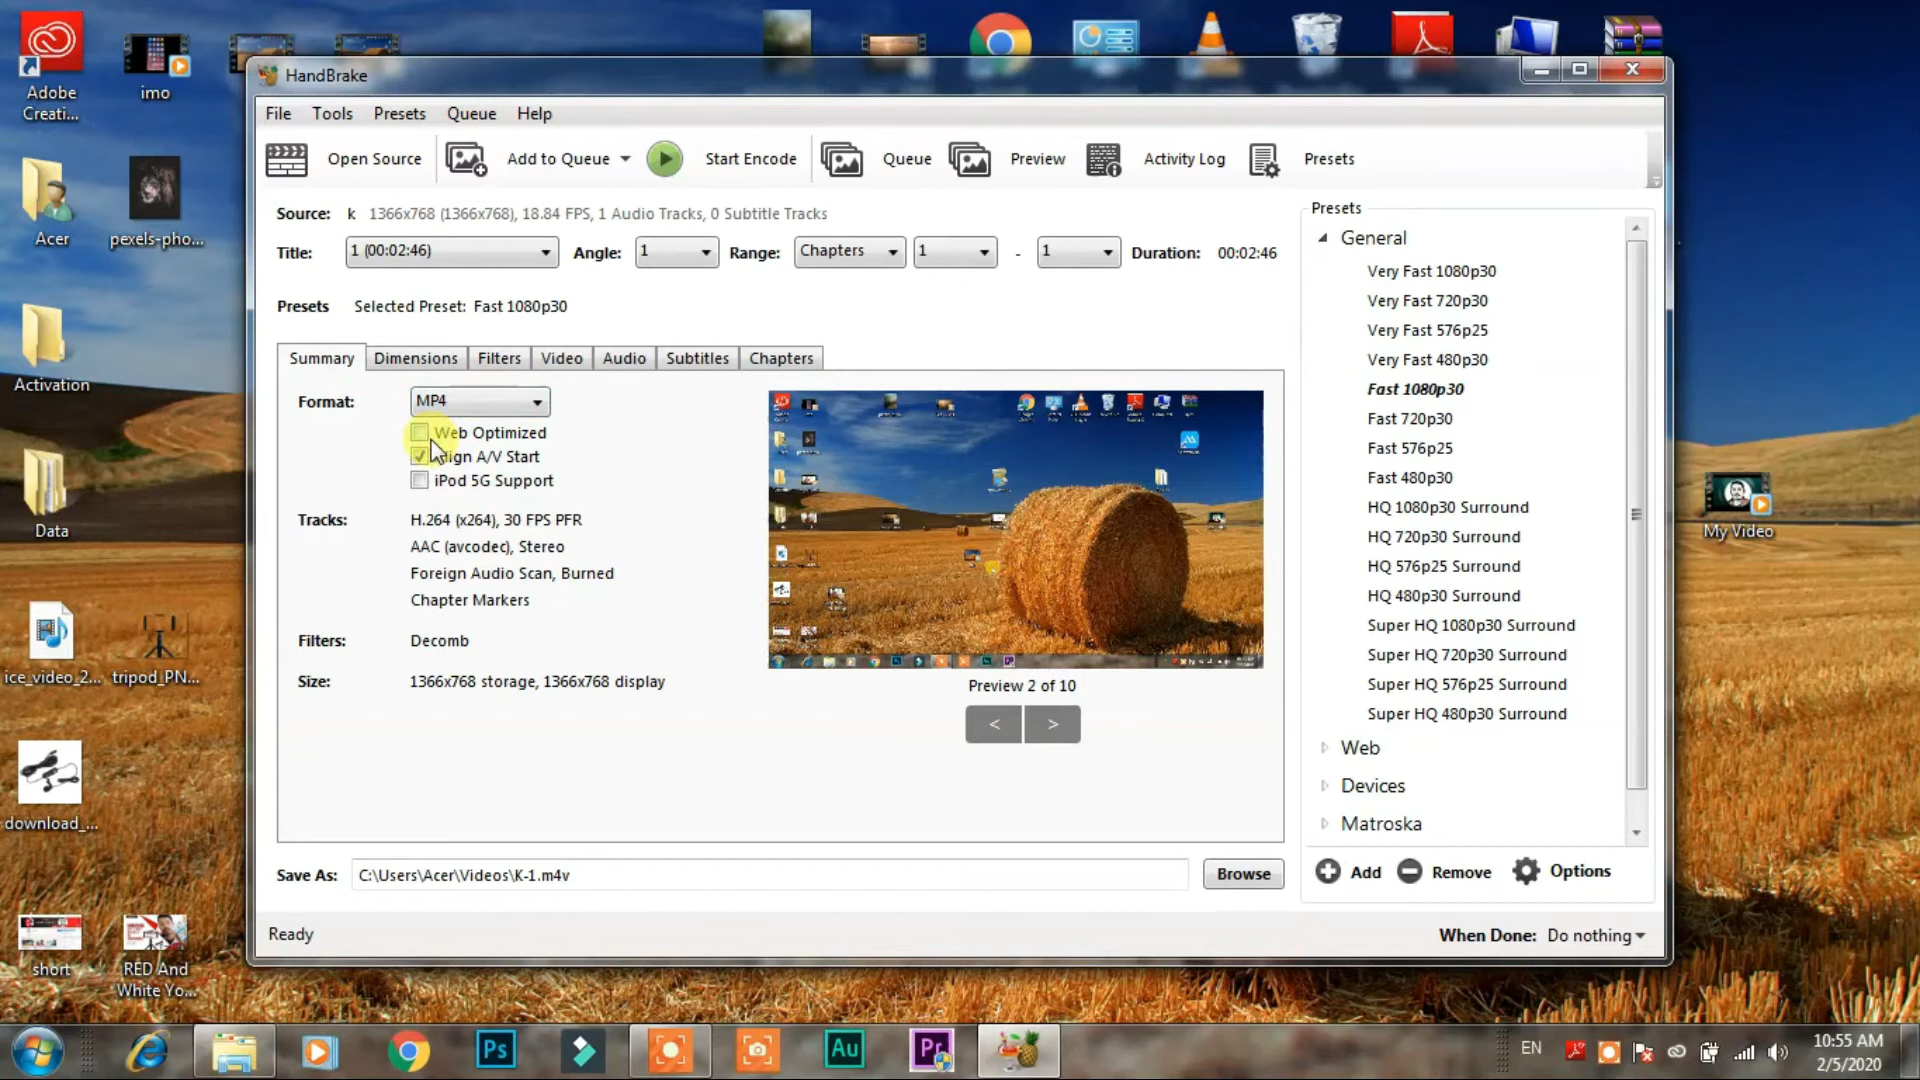 Adobe
Creati...
imo
HandBrake
File Tools Presets Queue Help
Open Source Add to Queue Start Encode Queue Preview Activity Log Presets
Source: k 1366x768 (1366x768), 18.84 FPS, 1 Audio Tracks, 0 Subtitle Tracks
Title: 1 (00:02:46) Angle: 1 Range: Chapters 1 - 1 Duration: 00:02:46
Presets Selected Preset: Fast 1080p30
Summary Dimensions Filters Video Audio Subtitles Chapters
Format: MP4
Web Optimized
Align A/V Start
iPod 5G Support
Tracks: H.264 (x264), 30 FPS PFR
AAC (avcodec), Stereo
Foreign Audio Scan, Burned
Chapter Markers
Filters: Decomb
Size: 1366x768 storage, 1366x768 display
Preview 2 of 10
< >
Save As: C:\Users\Acer\Videos\K-1.m4v Browse
Ready
When Done: Do nothing
Presets
General
Very Fast 1080p30
Very Fast 720p30
Very Fast 576p25
Very Fast 480p30
Fast 1080p30
Fast 720p30
Fast 576p25
Fast 480p30
HQ 1080p30 Surround
HQ 720p30 Surround
HQ 576p25 Surround
HQ 480p30 Surround
Super HQ 1080p30 Surround
Super HQ 720p30 Surround
Super HQ 576p25 Surround
Super HQ 480p30 Surround
Web
Devices
Matroska
Add Remove Options
Acer
pexels-pho...
Activation
Data
ice_video_2...
tripod_PN...
download_...
short
RED And
White Yo...
My Video
Ps
Au
Pr
EN
10:55 AM
2/5/2020